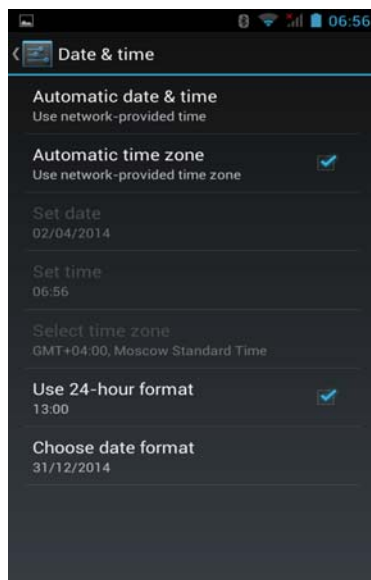 06:56
Date & time
Automatic date & time
Use network-provided time
Automatic time zone
Use network-provided time zone
Set date
02/04/2014
Set time
06:56
Select time zone
GMT+04:00, Moscow Standard Time
Use 24-hour format
13:00
Choose date format
31/12/2014